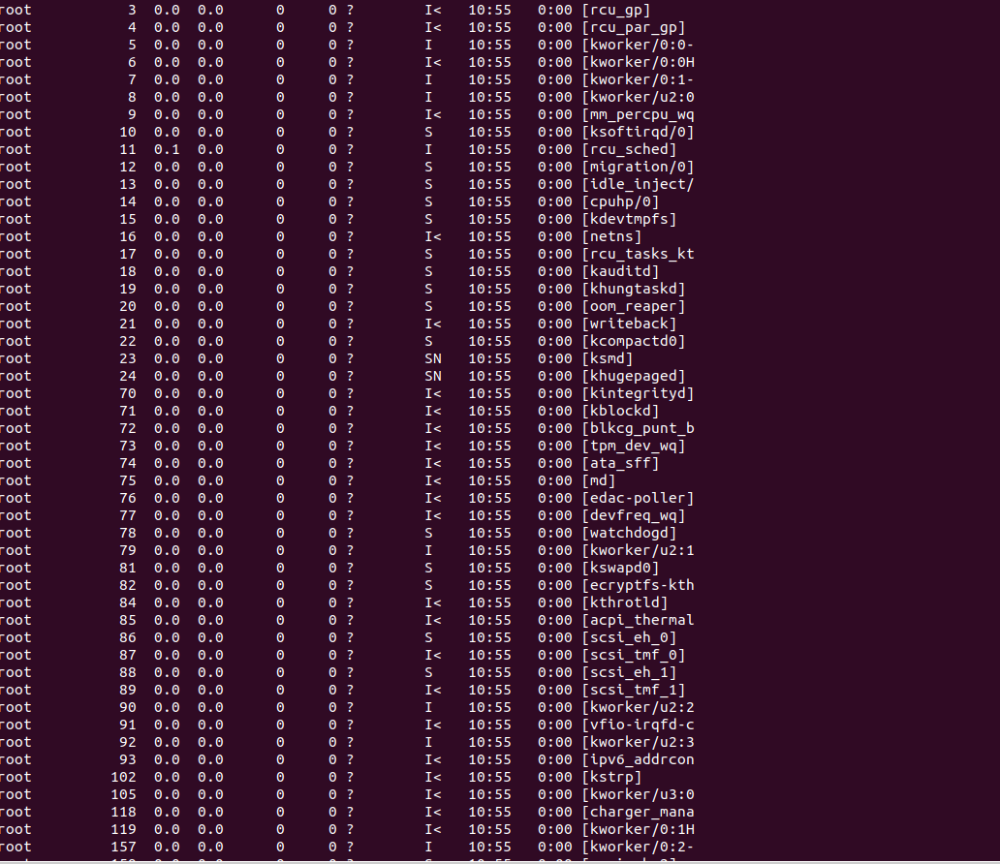 root 3 0.0 0.0 0 0 ? I< 10:55 0:00 [rcu_gp]
root 4 0.0 0.0 0 0 ? I< 10:55 0:00 [rcu_par_gp]
root 5 0.0 0.0 0 0 ? I 10:55 0:00 [kworker/0:0-
root 6 0.0 0.0 0 0 ? I< 10:55 0:00 [kworker/0:0H
root 7 0.0 0.0 0 0 ? I 10:55 0:00 [kworker/0:1-
root 8 0.0 0.0 0 0 ? I 10:55 0:00 [kworker/u2:0
root 9 0.0 0.0 0 0 ? I< 10:55 0:00 [mm_percpu_wq
root 10 0.0 0.0 0 0 ? S 10:55 0:00 [ksoftirqd/0]
root 11 0.1 0.0 0 0 ? I 10:55 0:00 [rcu_sched]
root 12 0.0 0.0 0 0 ? S 10:55 0:00 [migration/0]
root 13 0.0 0.0 0 0 ? S 10:55 0:00 [idle_inject/
root 14 0.0 0.0 0 0 ? S 10:55 0:00 [cpuhp/0]
root 15 0.0 0.0 0 0 ? S 10:55 0:00 [kdevtmpfs]
root 16 0.0 0.0 0 0 ? I< 10:55 0:00 [netns]
root 17 0.0 0.0 0 0 ? S 10:55 0:00 [rcu_tasks_kt
root 18 0.0 0.0 0 0 ? S 10:55 0:00 [kauditd]
root 19 0.0 0.0 0 0 ? S 10:55 0:00 [khungtaskd]
root 20 0.0 0.0 0 0 ? S 10:55 0:00 [oom_reaper]
root 21 0.0 0.0 0 0 ? I< 10:55 0:00 [writeback]
root 22 0.0 0.0 0 0 ? S 10:55 0:00 [kcompactd0]
root 23 0.0 0.0 0 0 ? SN 10:55 0:00 [ksmd]
root 24 0.0 0.0 0 0 ? SN 10:55 0:00 [khugepaged]
root 70 0.0 0.0 0 0 ? I< 10:55 0:00 [kintegrityd]
root 71 0.0 0.0 0 0 ? I< 10:55 0:00 [kblockd]
root 72 0.0 0.0 0 0 ? I< 10:55 0:00 [blkcg_punt_b
root 73 0.0 0.0 0 0 ? I< 10:55 0:00 [tpm_dev_wq]
root 74 0.0 0.0 0 0 ? I< 10:55 0:00 [ata_sff]
root 75 0.0 0.0 0 0 ? I< 10:55 0:00 [md]
root 76 0.0 0.0 0 0 ? I< 10:55 0:00 [edac-poller]
root 77 0.0 0.0 0 0 ? I< 10:55 0:00 [devfreq_wq]
root 78 0.0 0.0 0 0 ? S 10:55 0:00 [watchdogd]
root 79 0.0 0.0 0 0 ? I 10:55 0:00 [kworker/u2:1
root 81 0.0 0.0 0 0 ? S 10:55 0:00 [kswapd0]
root 82 0.0 0.0 0 0 ? S 10:55 0:00 [ecryptfs-kth
root 84 0.0 0.0 0 0 ? I< 10:55 0:00 [kthrotld]
root 85 0.0 0.0 0 0 ? I< 10:55 0:00 [acpi_thermal
root 86 0.0 0.0 0 0 ? S 10:55 0:00 [scsi_eh_0]
root 87 0.0 0.0 0 0 ? I< 10:55 0:00 [scsi_tmf_0]
root 88 0.0 0.0 0 0 ? S 10:55 0:00 [scsi_eh_1]
root 89 0.0 0.0 0 0 ? I< 10:55 0:00 [scsi_tmf_1]
root 90 0.0 0.0 0 0 ? I 10:55 0:00 [kworker/u2:2
root 91 0.0 0.0 0 0 ? I< 10:55 0:00 [vfio-irqfd-c
root 92 0.0 0.0 0 0 ? I 10:55 0:00 [kworker/u2:3
root 93 0.0 0.0 0 0 ? I< 10:55 0:00 [ipv6_addrcon
root 102 0.0 0.0 0 0 ? I< 10:55 0:00 [kstrp]
root 105 0.0 0.0 0 0 ? I< 10:55 0:00 [kworker/u3:0
root 118 0.0 0.0 0 0 ? I< 10:55 0:00 [charger_mana
root 119 0.0 0.0 0 0 ? I< 10:55 0:00 [kworker/0:1H
root 157 0.0 0.0 0 0 ? I 10:55 0:00 [kworker/0:2-